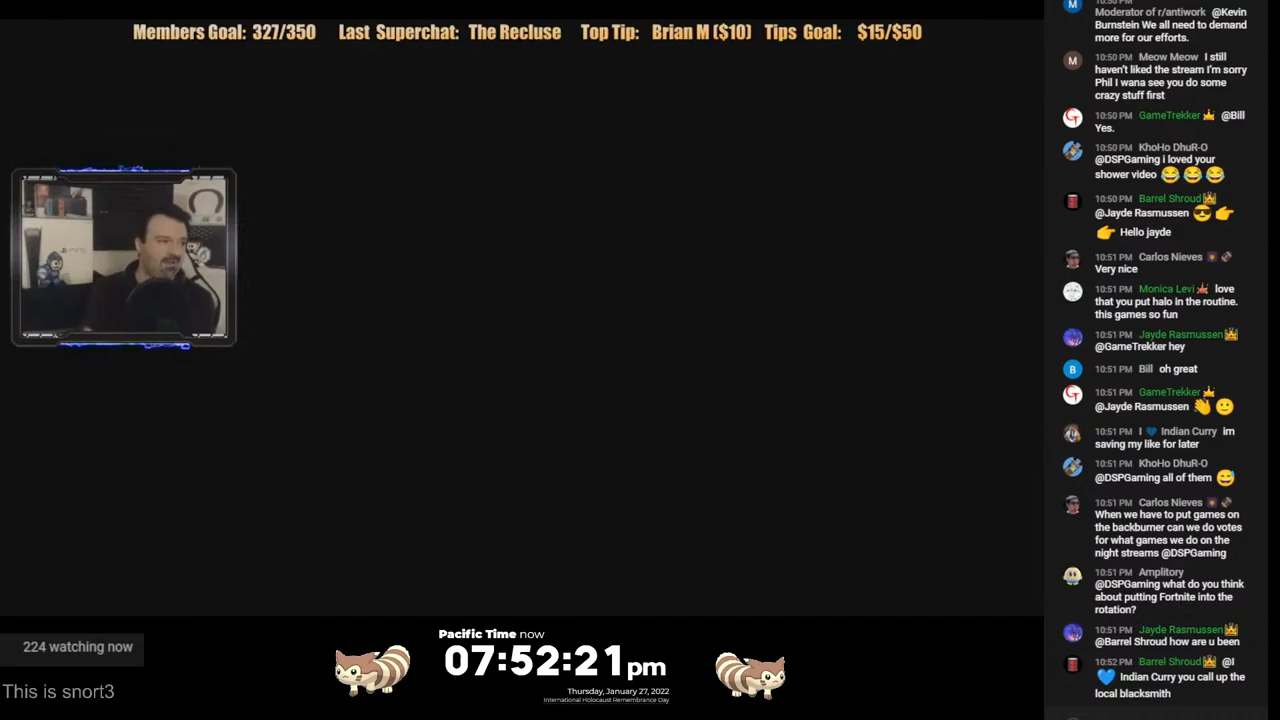 Members Goal: 327/350 Last Superchat: The Recluse Top Tip: Brian M ($10) Tips Goal: $15/$50
Moderator of r/antiwork @Kevin
Burnstein We all need to demand
more for our efforts.
10:50 PM Meow Meow I still
haven't liked the stream I'm sorry
Phil I wana see you do some
crazy stuff first
10:50 PM GameTrekker @Bill
Yes.
10:50 PM KhoHo DhuR-O
@DSPGaming i loved your
shower video 😂 😂 😂
10:50 PM Barrel Shroud
@Jayde Rasmussen 😎 👉
👉 Hello jayde
10:51 PM Carlos Nieves
Very nice
10:51 PM Monica Levi love
that you put halo in the routine.
this games so fun
10:51 PM Jayde Rasmussen
@GameTrekker hey
B 10:51 PM Bill oh great
10:51 PM GameTrekker
@Jayde Rasmussen 👋 🙂
10:51 PM I 💙 Indian Curry im
saving my like for later
10:51 PM KhoHo DhuR-O
@DSPGaming all of them 😅
10:51 PM Carlos Nieves
When we have to put games on
the backburner can we do votes
for what games we do on the
night streams @DSPGaming
10:51 PM Amplitory
@DSPGaming what do you think
about putting Fortnite into the
rotation?
10:51 PM Jayde Rasmussen
@Barrel Shroud how are u been
10:52 PM Barrel Shroud @I
💙 Indian Curry you call up the
local blacksmith
224 watching now
This is snort3
Pacific Time now
07:52:21pm
Thursday, January 27, 2022
International Holocaust Remembrance Day